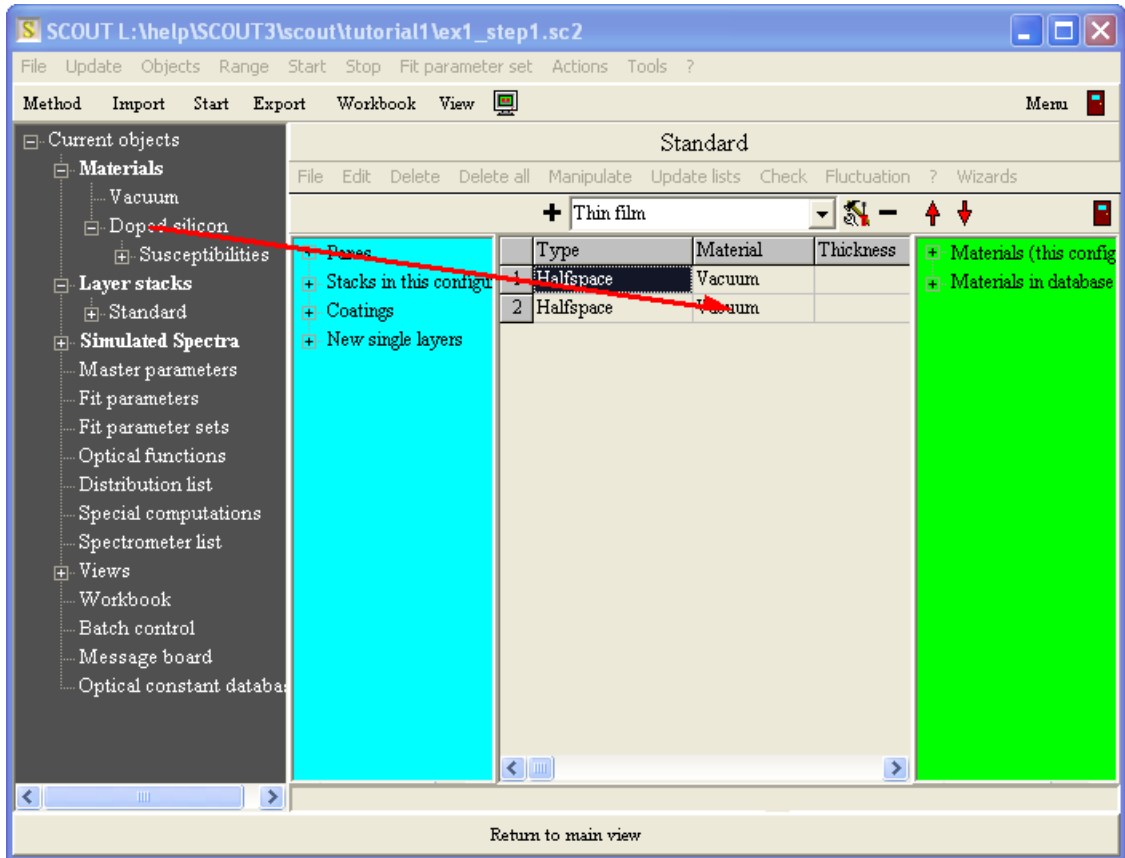 SCOUT L:\help\SCOUT3\scout\tutorial1\ex1_step1.sc2
File Update Objects Range Start Stop Fit parameter set Actions Tools ?
Method Import Start Export Workbook View Menu
Current objects
Materials
Vacuum
Doped silicon
Susceptibilities
Layer stacks
Standard
Simulated Spectra
Master parameters
Fit parameters
Fit parameter sets
Optical functions
Distribution list
Special computations
Spectrometer list
Views
Workbook
Batch control
Message board
Optical constant databa
Standard
File Edit Delete Delete all Manipulate Update lists Check Fluctuation ? Wizards
Thin film
Panes
Stacks in this configu
Coatings
New single layers
Type Material Thickness
1 Halfspace Vacuum
2 Halfspace Vacuum
Materials (this config
Materials in database
Return to main view